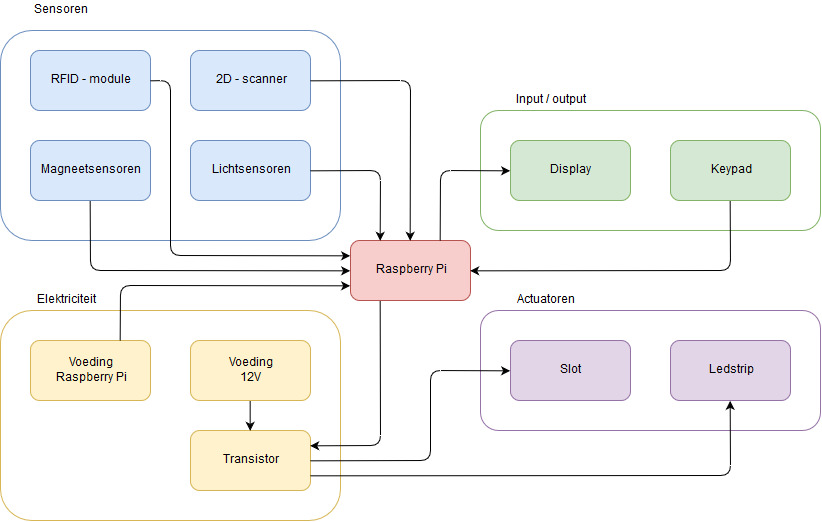 Sensoren
RFID - module
2D - scanner
Magneetsensoren
Lichtsensoren
Input / output
Display
Keypad
Raspberry Pi
Elektriciteit
Voeding
Raspberry Pi
Voeding
12V
Transistor
Actuatoren
Slot
Ledstrip